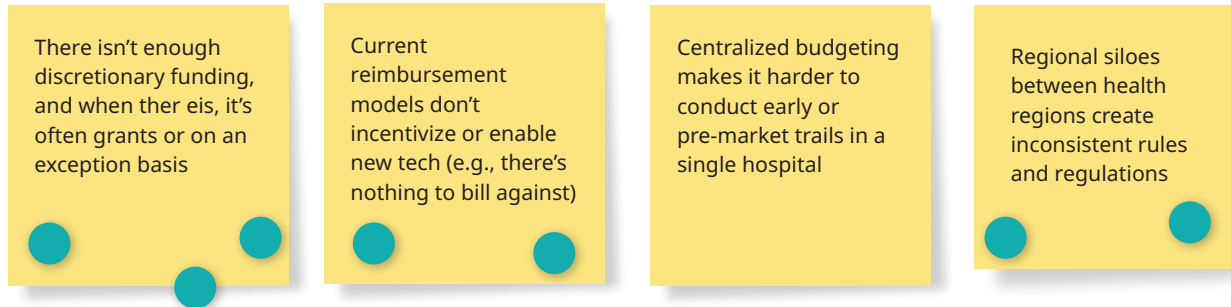 There isn’t enough
discretionary funding,
and when ther eis, it’s
often grants or on an
exception basis
Current
reimbursement
models don’t
incentivize or enable
new tech (e.g., there’s
nothing to bill against)
Centralized budgeting
makes it harder to
conduct early or
pre-market trails in a
single hospital
Regional siloes
between health
regions create
inconsistent rules
and regulations